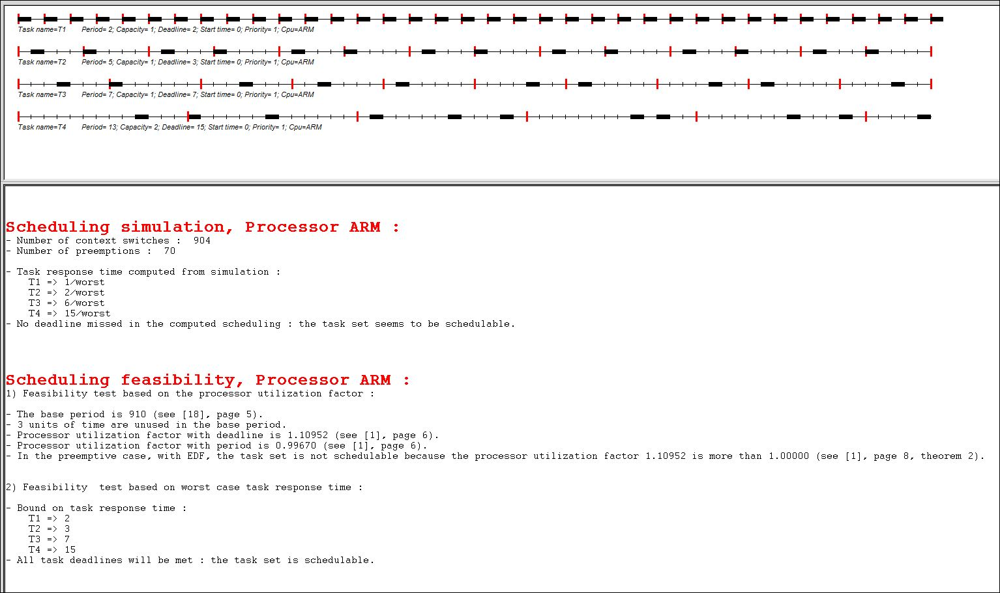 Task name=T1 Period= 2; Capacity= 1; Deadline= 2; Start time= 0; Priority= 1; Cpu=ARM
Task name=T2 Period= 5; Capacity= 1; Deadline= 3; Start time= 0; Priority= 1; Cpu=ARM
Task name=T3 Period= 7; Capacity= 1; Deadline= 7; Start time= 0; Priority= 1; Cpu=ARM
Task name=T4 Period= 13; Capacity= 2; Deadline= 15; Start time= 0; Priority= 1; Cpu=ARM
Scheduling simulation, Processor ARM :
- Number of context switches : 904
- Number of preemptions : 70
- Task response time computed from simulation :
T1 => 1/worst
T2 => 2/worst
T3 => 6/worst
T4 => 15/worst
- No deadline missed in the computed scheduling : the task set seems to be schedulable.
Scheduling feasibility, Processor ARM :
1) Feasibility test based on the processor utilization factor :
- The base period is 910 (see [18], page 5).
- 3 units of time are unused in the base period.
- Processor utilization factor with deadline is 1.10952 (see [1], page 6).
- Processor utilization factor with period is 0.99670 (see [1], page 6).
- In the preemptive case, with EDF, the task set is not schedulable because the processor utilization factor 1.10952 is more than 1.00000 (see [1], page 8, theorem 2).
2) Feasibility test based on worst case task response time :
- Bound on task response time :
T1 => 2
T2 => 3
T3 => 7
T4 => 15
- All task deadlines will be met : the task set is schedulable.